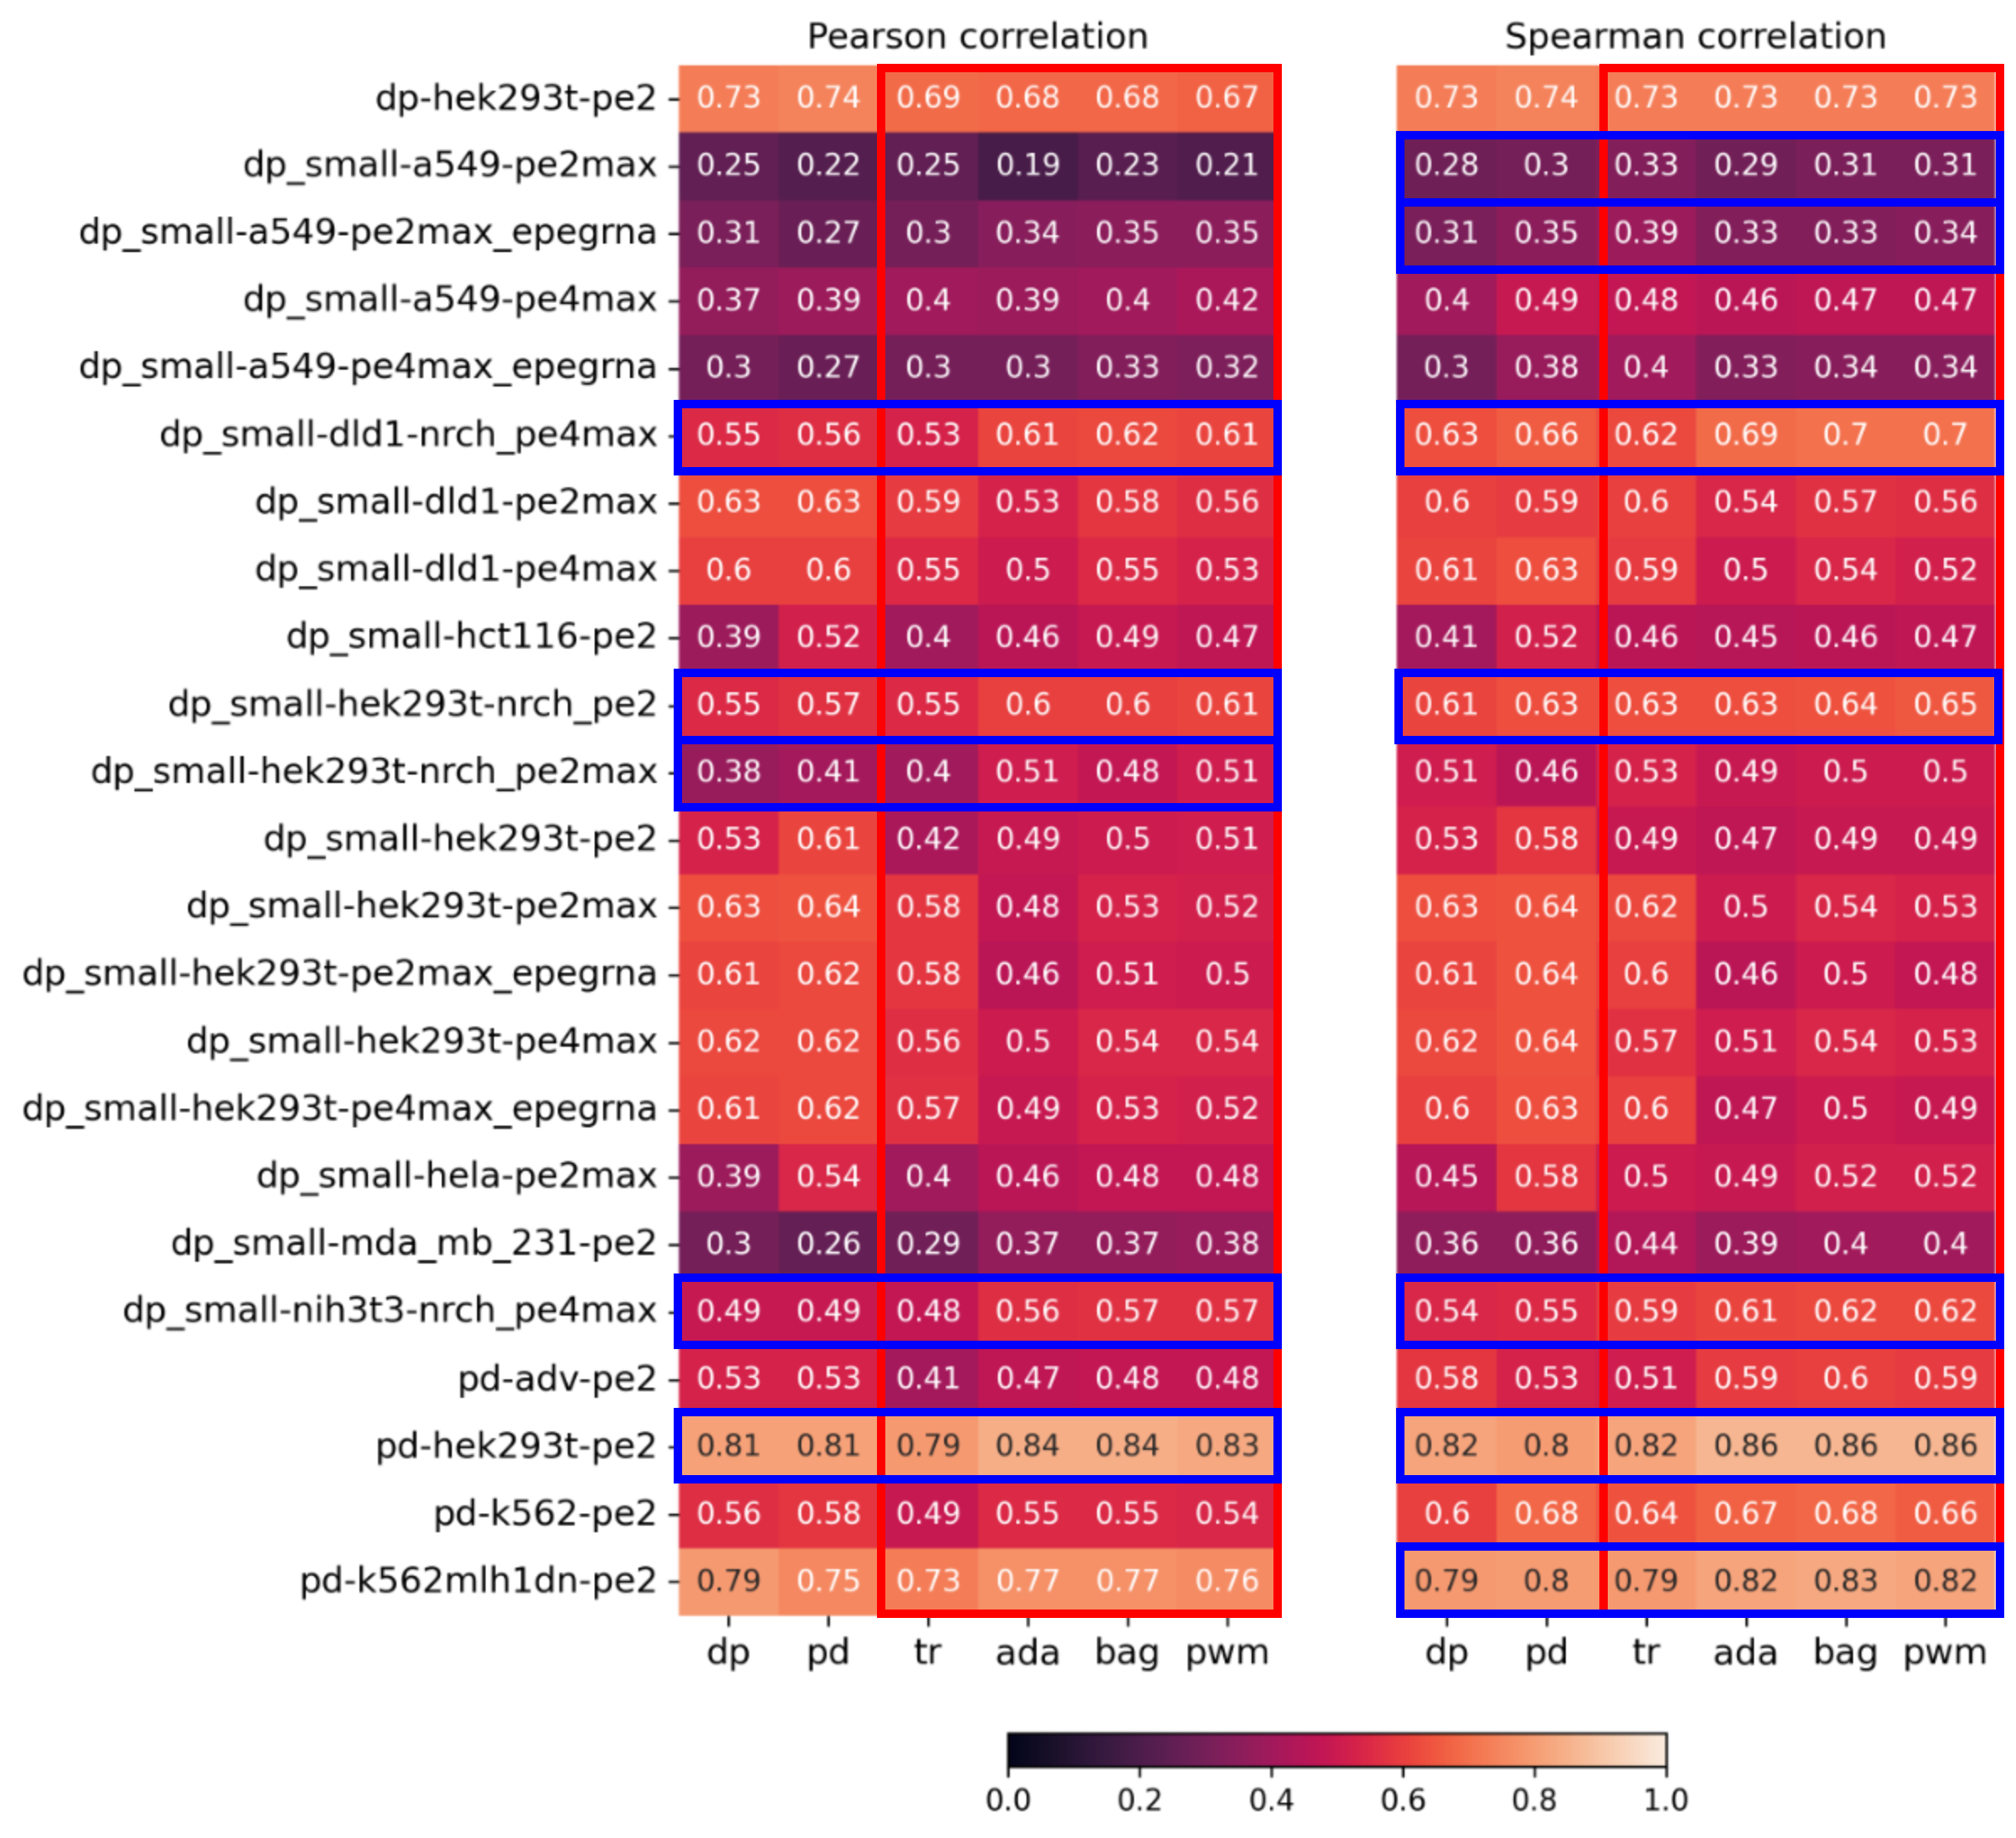 Pearson correlation Spearman correlation
dp-hek293t-pe2 0.73 0.74 0.69 0.68 0.68 0.67 0.73 0.74 0.73 0.73 0.73 0.73
dp_small-a549-pe2max 0.25 0.22 0.25 0.19 0.23 0.21 0.28 0.3 0.33 0.29 0.31 0.31
dp_small-a549-pe2max_epegrna 0.31 0.27 0.3 0.34 0.35 0.35 0.31 0.35 0.39 0.33 0.33 0.34
dp_small-a549-pe4max 0.37 0.39 0.4 0.39 0.4 0.42 0.4 0.49 0.48 0.46 0.47 0.47
dp_small-a549-pe4max_epegrna 0.3 0.27 0.3 0.3 0.33 0.32 0.3 0.38 0.4 0.33 0.34 0.34
dp_small-dld1-nrch_pe4max 0.55 0.56 0.53 0.61 0.62 0.61 0.63 0.66 0.62 0.69 0.7 0.7
dp_small-dld1-pe2max 0.63 0.63 0.59 0.53 0.58 0.56 0.6 0.59 0.6 0.54 0.57 0.56
dp_small-dld1-pe4max 0.6 0.6 0.55 0.5 0.55 0.53 0.61 0.63 0.59 0.5 0.54 0.52
dp_small-hct116-pe2 0.39 0.52 0.4 0.46 0.49 0.47 0.41 0.52 0.46 0.45 0.46 0.47
dp_small-hek293t-nrch_pe2 0.55 0.57 0.55 0.6 0.6 0.61 0.61 0.63 0.63 0.63 0.64 0.65
dp_small-hek293t-nrch_pe2max 0.38 0.41 0.4 0.51 0.48 0.51 0.51 0.46 0.53 0.49 0.5 0.5
dp_small-hek293t-pe2 0.53 0.61 0.42 0.49 0.5 0.51 0.53 0.58 0.49 0.47 0.49 0.49
dp_small-hek293t-pe2max 0.63 0.64 0.58 0.48 0.53 0.52 0.63 0.64 0.62 0.5 0.54 0.53
dp_small-hek293t-pe2max_epegrna 0.61 0.62 0.58 0.46 0.51 0.5 0.61 0.64 0.6 0.46 0.5 0.48
dp_small-hek293t-pe4max 0.62 0.62 0.56 0.5 0.54 0.54 0.62 0.64 0.57 0.51 0.54 0.53
dp_small-hek293t-pe4max_epegrna 0.61 0.62 0.57 0.49 0.53 0.52 0.6 0.63 0.6 0.47 0.5 0.49
dp_small-hela-pe2max 0.39 0.54 0.4 0.46 0.48 0.48 0.45 0.58 0.5 0.49 0.52 0.52
dp_small-mda_mb_231-pe2 0.3 0.26 0.29 0.37 0.37 0.38 0.36 0.36 0.44 0.39 0.4 0.4
dp_small-nih3t3-nrch_pe4max 0.49 0.49 0.48 0.56 0.57 0.57 0.54 0.55 0.59 0.61 0.62 0.62
pd-adv-pe2 0.53 0.53 0.41 0.47 0.48 0.48 0.58 0.53 0.51 0.59 0.6 0.59
pd-hek293t-pe2 0.81 0.81 0.79 0.84 0.84 0.83 0.82 0.8 0.82 0.86 0.86 0.86
pd-k562-pe2 0.56 0.58 0.49 0.55 0.55 0.54 0.6 0.68 0.64 0.67 0.68 0.66
pd-k562mlh1dn-pe2 0.79 0.75 0.73 0.77 0.77 0.76 0.79 0.8 0.79 0.82 0.83 0.82
dp pd tr ada bag pwm dp pd tr ada bag pwm
0.0 0.2 0.4 0.6 0.8 1.0